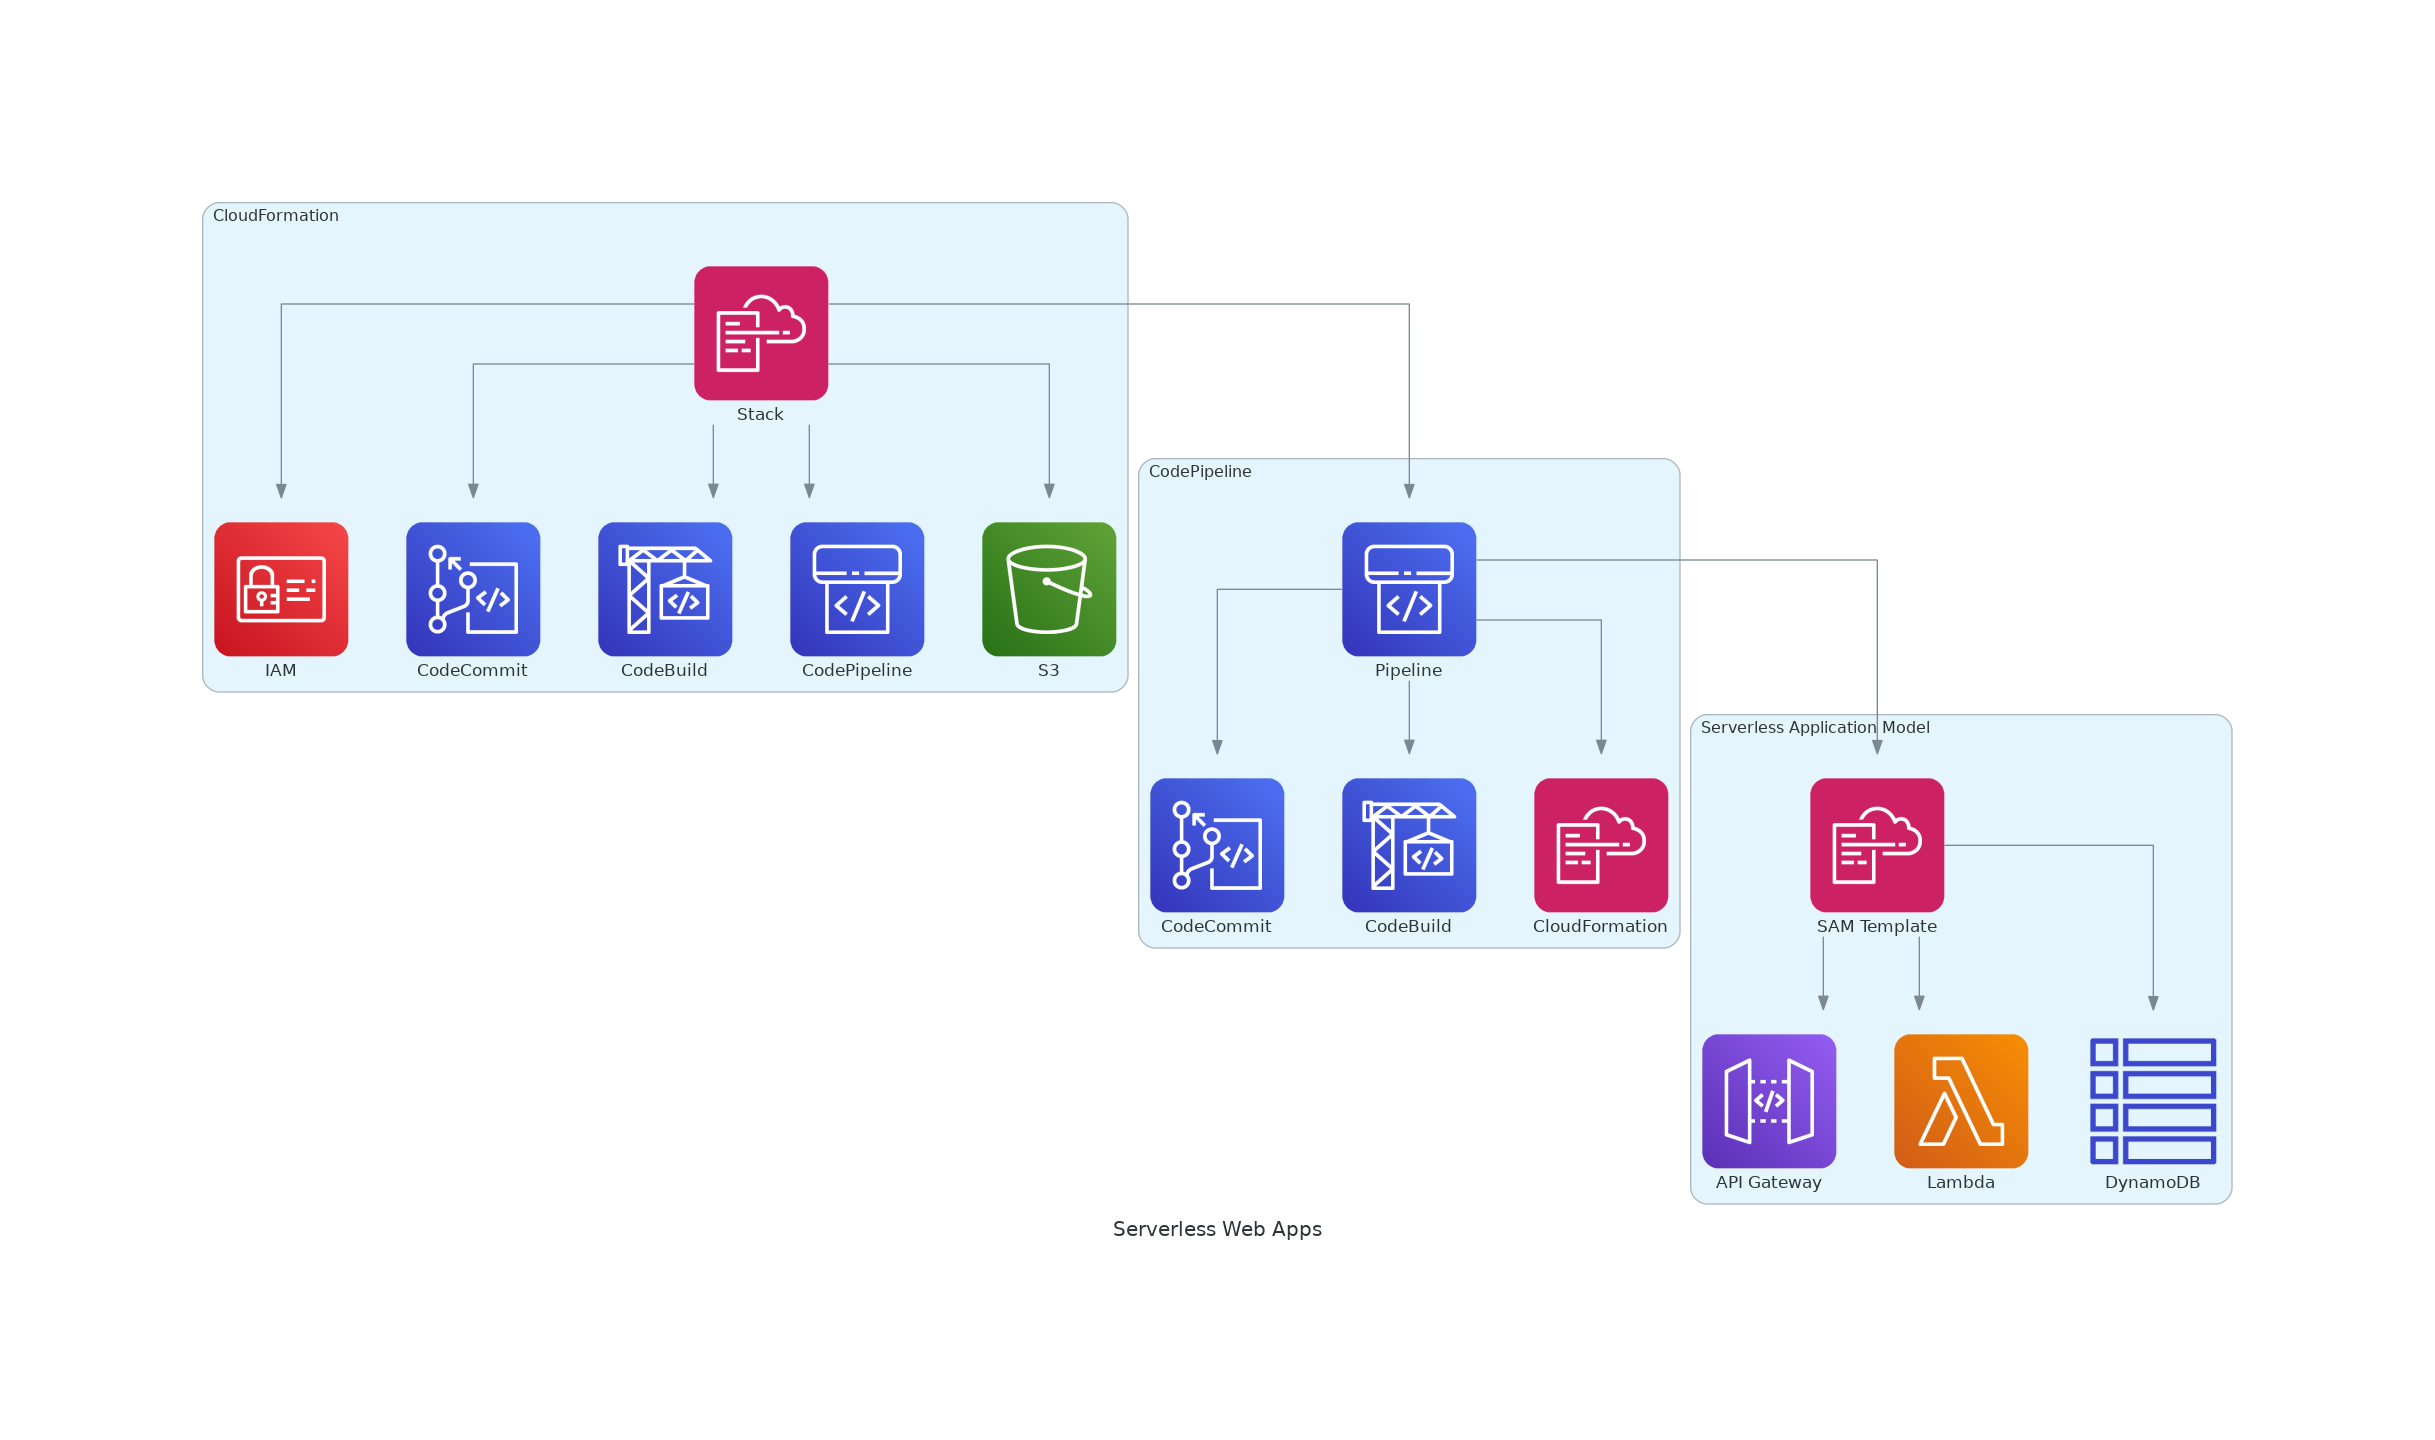 CloudFormation
Stack
IAM
CodeCommit
CodeBuild
CodePipeline
S3
CodePipeline
Pipeline
CodeCommit
CodeBuild
CloudFormation
Serverless Application Model
SAM Template
API Gateway
Lambda
DynamoDB
Serverless Web Apps